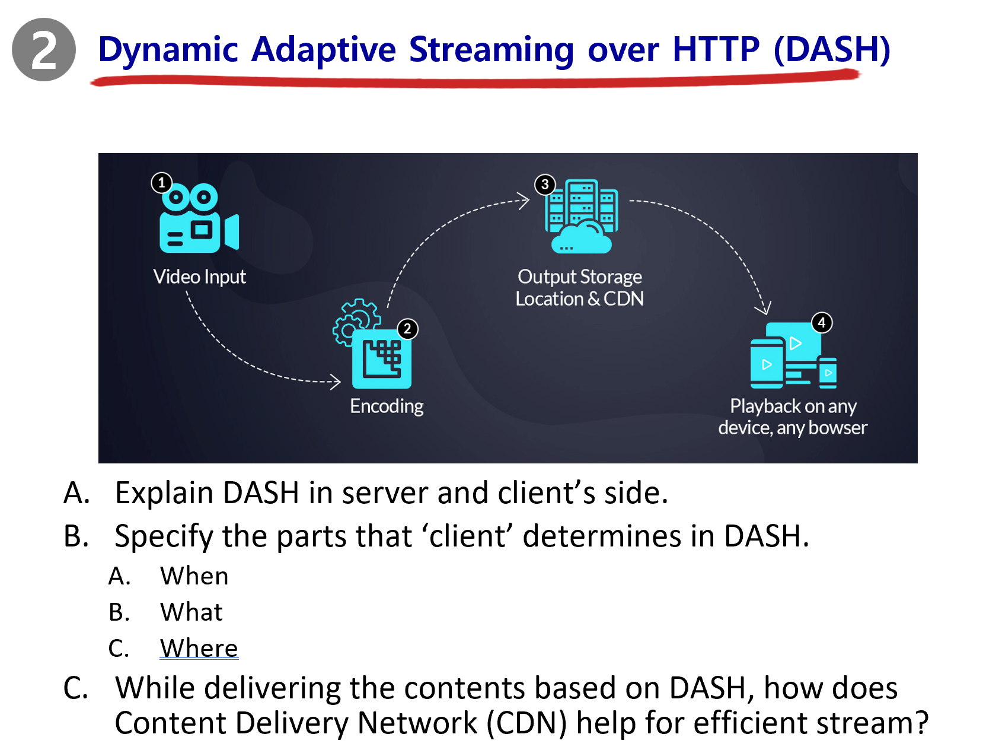 2
Dynamic Adaptive Streaming over HTTP (DASH)
1
Video Input
2
Encoding
3
Output Storage
Location & CDN
4
Playback on any
device, any bowser
A. Explain DASH in server and client’s side.
B. Specify the parts that ‘client’ determines in DASH.
A. When
B. What
C. Where
C. While delivering the contents based on DASH, how does
Content Delivery Network (CDN) help for efficient stream?